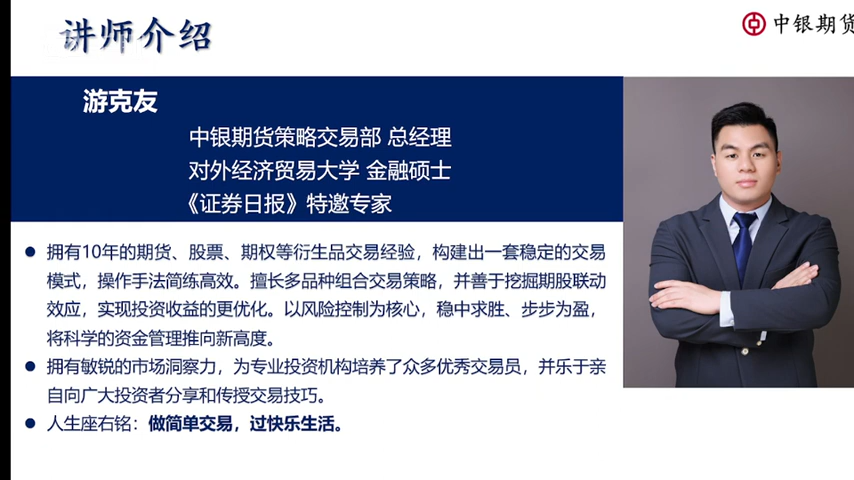 讲师介绍
中银期货
游克友
中银期货策略交易部 总经理
对外经济贸易大学 金融硕士
《证券日报》特邀专家
拥有10年的期货、股票、期权等衍生品交易经验，构建出一套稳定的交易
模式，操作手法简练高效。擅长多品种组合交易策略，并善于挖掘期股联动
效应，实现投资收益的更优化。以风险控制为核心，稳中求胜、步步为盈，
将科学的资金管理推向新高度。
拥有敏锐的市场洞察力，为专业投资机构培养了众多优秀交易员，并乐于亲
自向广大投资者分享和传授交易技巧。
人生座右铭：做简单交易，过快乐生活。